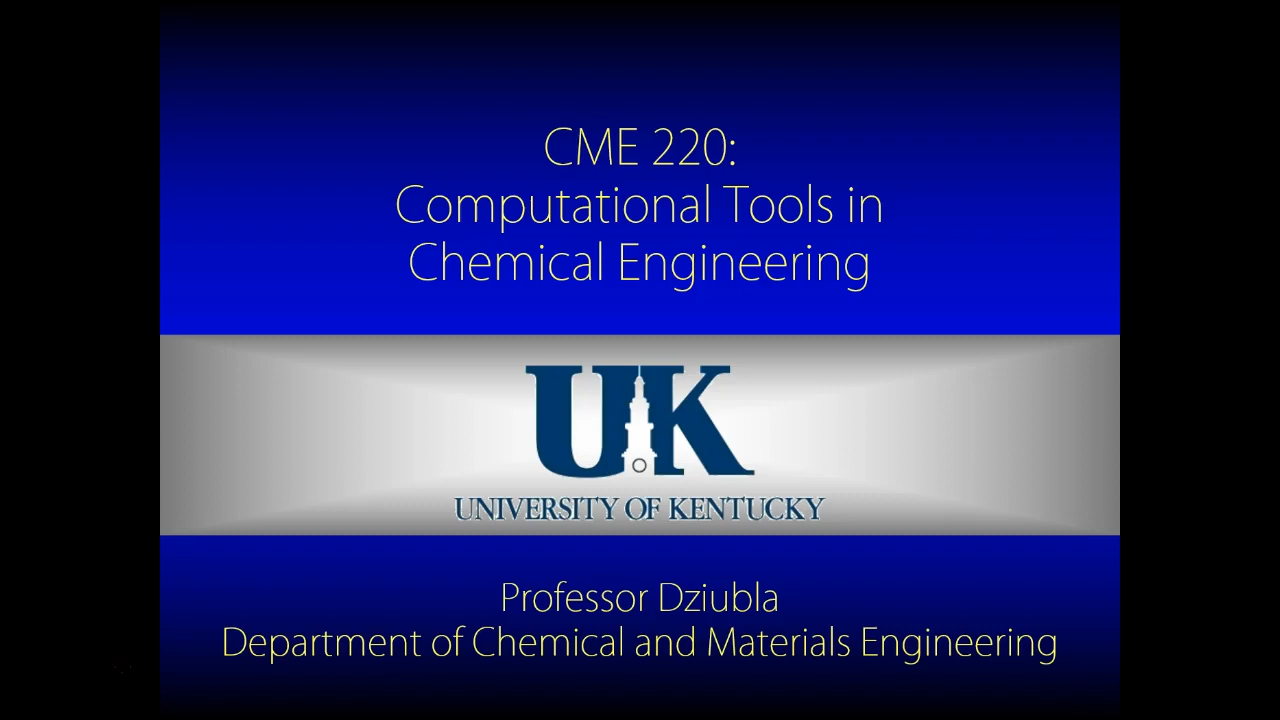 CME 220:
Computational Tools in
Chemical Engineering
UK
UNIVERSITY OF KENTUCKY
Professor Dziubla
Department of Chemical and Materials Engineering